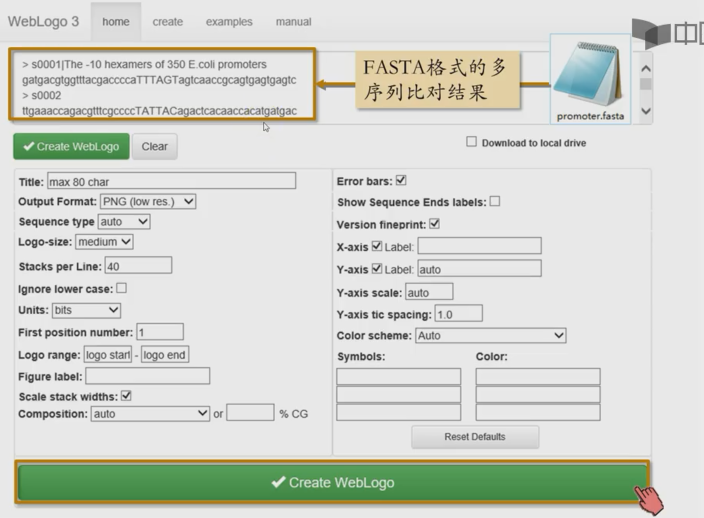 WebLogo 3 home create examples manual
中国
> s0001|The -10 hexamers of 350 E.coli promoters
gatgacgtggtttacgaccccaTTTAGTagtcaaccgcagtgagtgagtc
> s0002
ttgaaaccagacgtttcgccccTATTACagactcacaaccacatgatgac
FASTA格式的多
序列比对结果
promoter.fasta
Create WebLogo Clear
Download to local drive
Title: max 80 char
Output Format: PNG (low res.)
Sequence type auto
Logo-size: medium
Stacks per Line: 40
Ignore lower case:
Units: bits
First position number: 1
Logo range: logo start - logo end
Figure label:
Scale stack widths:
Composition: auto or % CG
Error bars:
Show Sequence Ends labels:
Version fineprint:
X-axis Label:
Y-axis Label: auto
Y-axis scale: auto
Y-axis tic spacing: 1.0
Color scheme: Auto
Symbols: Color:
Reset Defaults
Create WebLogo